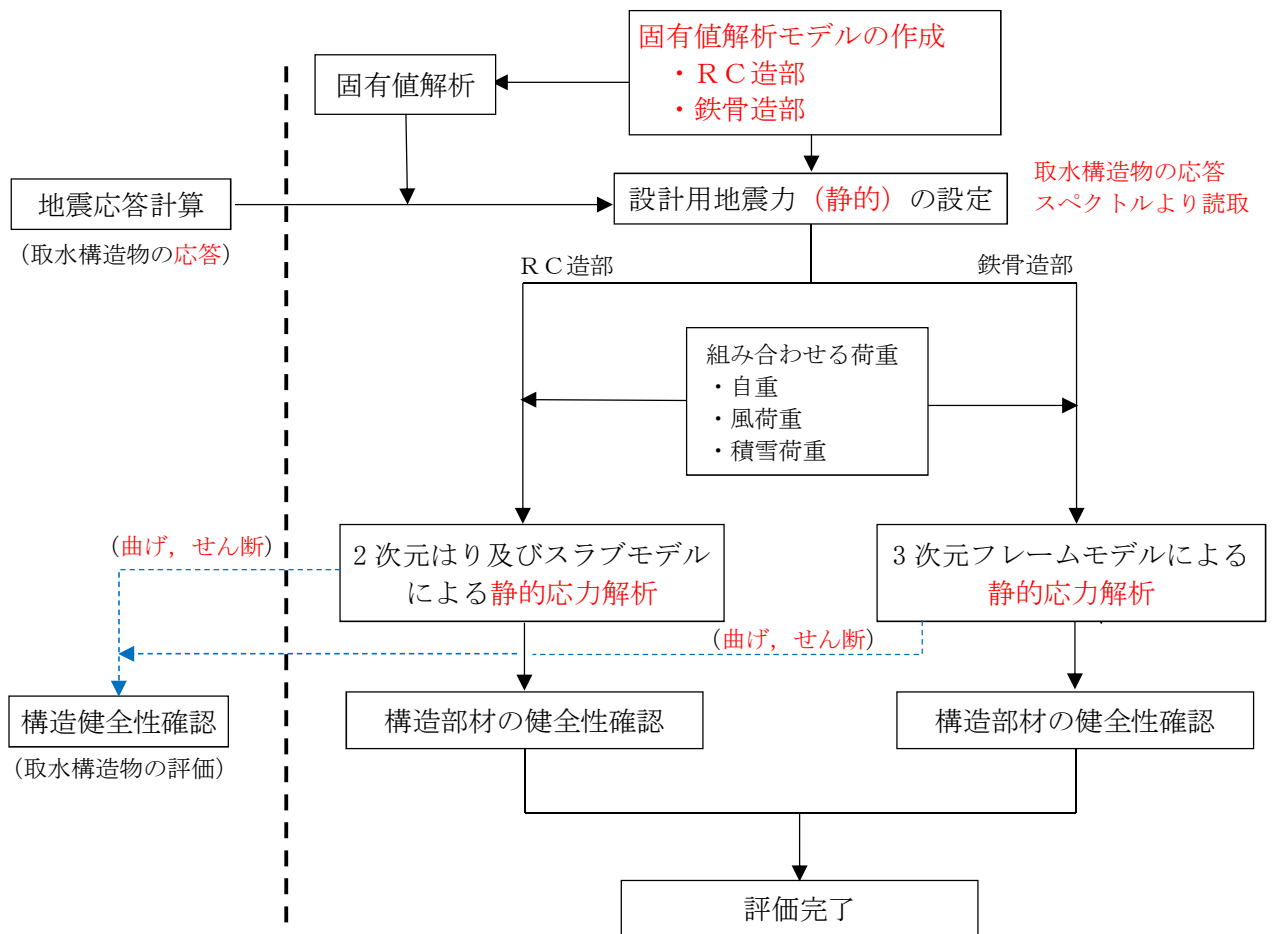 固有値解析モデルの作成
・ＲＣ造部
・鉄骨造部
固有値解析
地震応答計算
（取水構造物の応答）
設計用地震力（静的）の設定
取水構造物の応答
スペクトルより読取
ＲＣ造部
鉄骨造部
組み合わせる荷重
・自重
・風荷重
・積雪荷重
（曲げ，せん断）
２次元はり及びスラブモデル
による静的応力解析
３次元フレームモデルによる
静的応力解析
（曲げ，せん断）
構造健全性確認
（取水構造物の評価）
構造部材の健全性確認
構造部材の健全性確認
評価完了